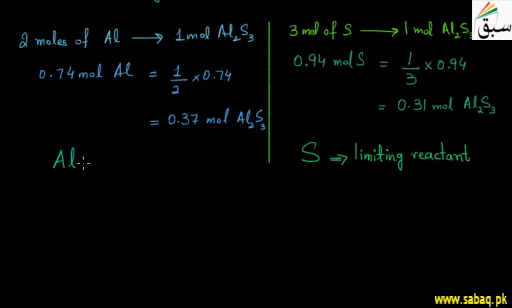 2 moles of Al → 1 mol Al₂S₃
0.74 mol Al = 1/2 × 0.74
= 0.37 mol Al₂S₃
Al
3 mol of S → 1 mol Al₂S₃
0.94 mol S = 1/3 × 0.94
= 0.31 mol Al₂S₃
S ⇒ limiting reactant
سبق
www.sabaq.pk